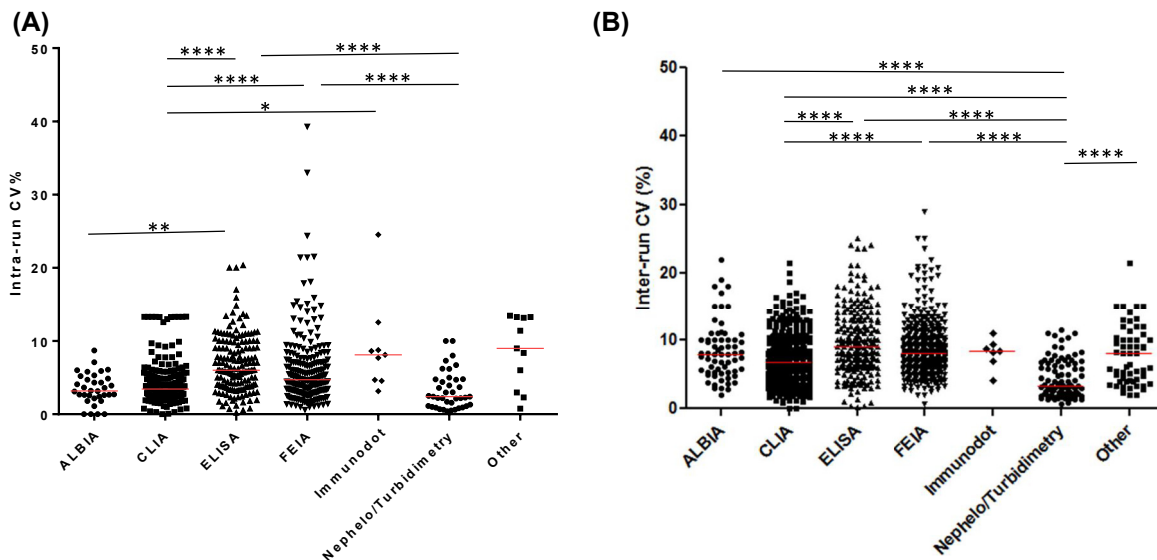 (A)
Intra-run CV%
50
40
30
20
10
0
****
****
****
****
*
**
ALBIA
CLIA
ELISA
FEIA
Immunodot
Nephelo/Turbidimetry
Other
(B)
Inter-run CV (%)
50
40
30
20
10
0
****
****
****
****
****
****
****
ALBIA
CLIA
ELISA
FEIA
Immunodot
Nephelo/Turbidimetry
Other